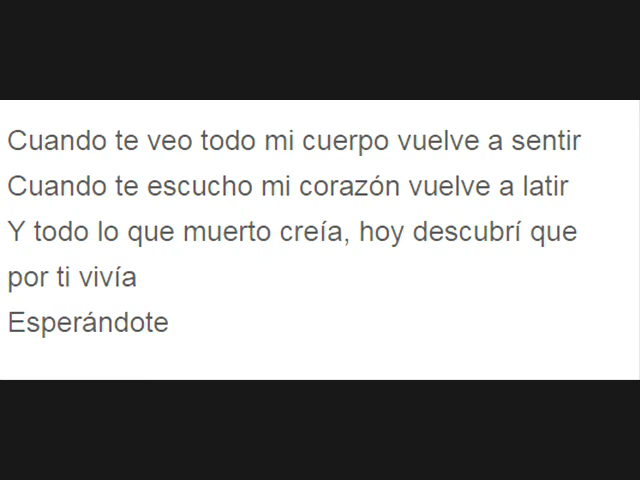 Cuando te veo todo mi cuerpo vuelve a sentir
Cuando te escucho mi corazón vuelve a latir
Y todo lo que muerto creía, hoy descubrí que
por ti vivía
Esperándote